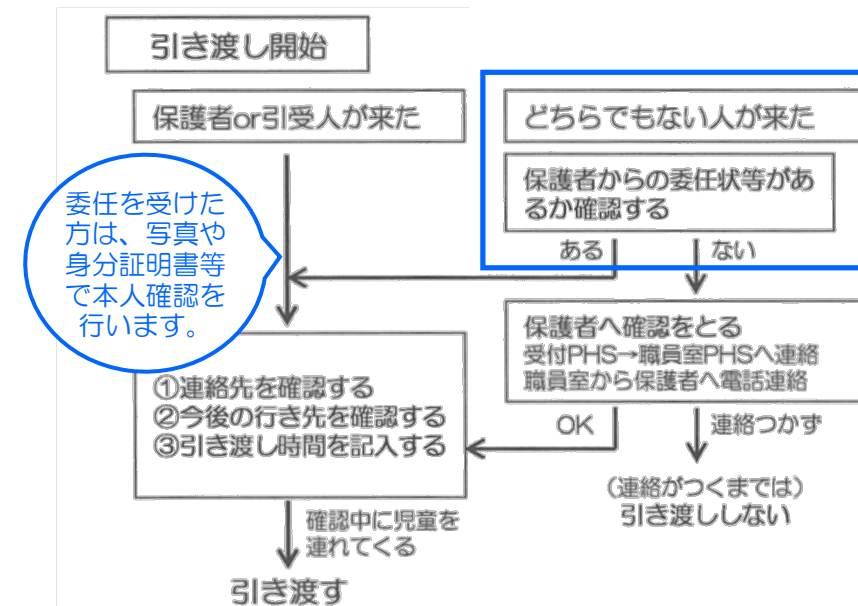 引き渡し開始
保護者or引受人が来た
どちらでもない人が来た
保護者からの委任状等があ
るか確認する
委任を受けた
方は、写真や
身分証明書等
で本人確認を
行います。
ある
ない
保護者へ確認をとる
受付PHS→職員室PHSへ連絡
職員室から保護者へ電話連絡
①連絡先を確認する
②今後の行き先を確認する
③引き渡し時間を記入する
OK
連絡つかず
（連絡がつくまでは）
引き渡ししない
確認中に児童を
連れてくる
引き渡す